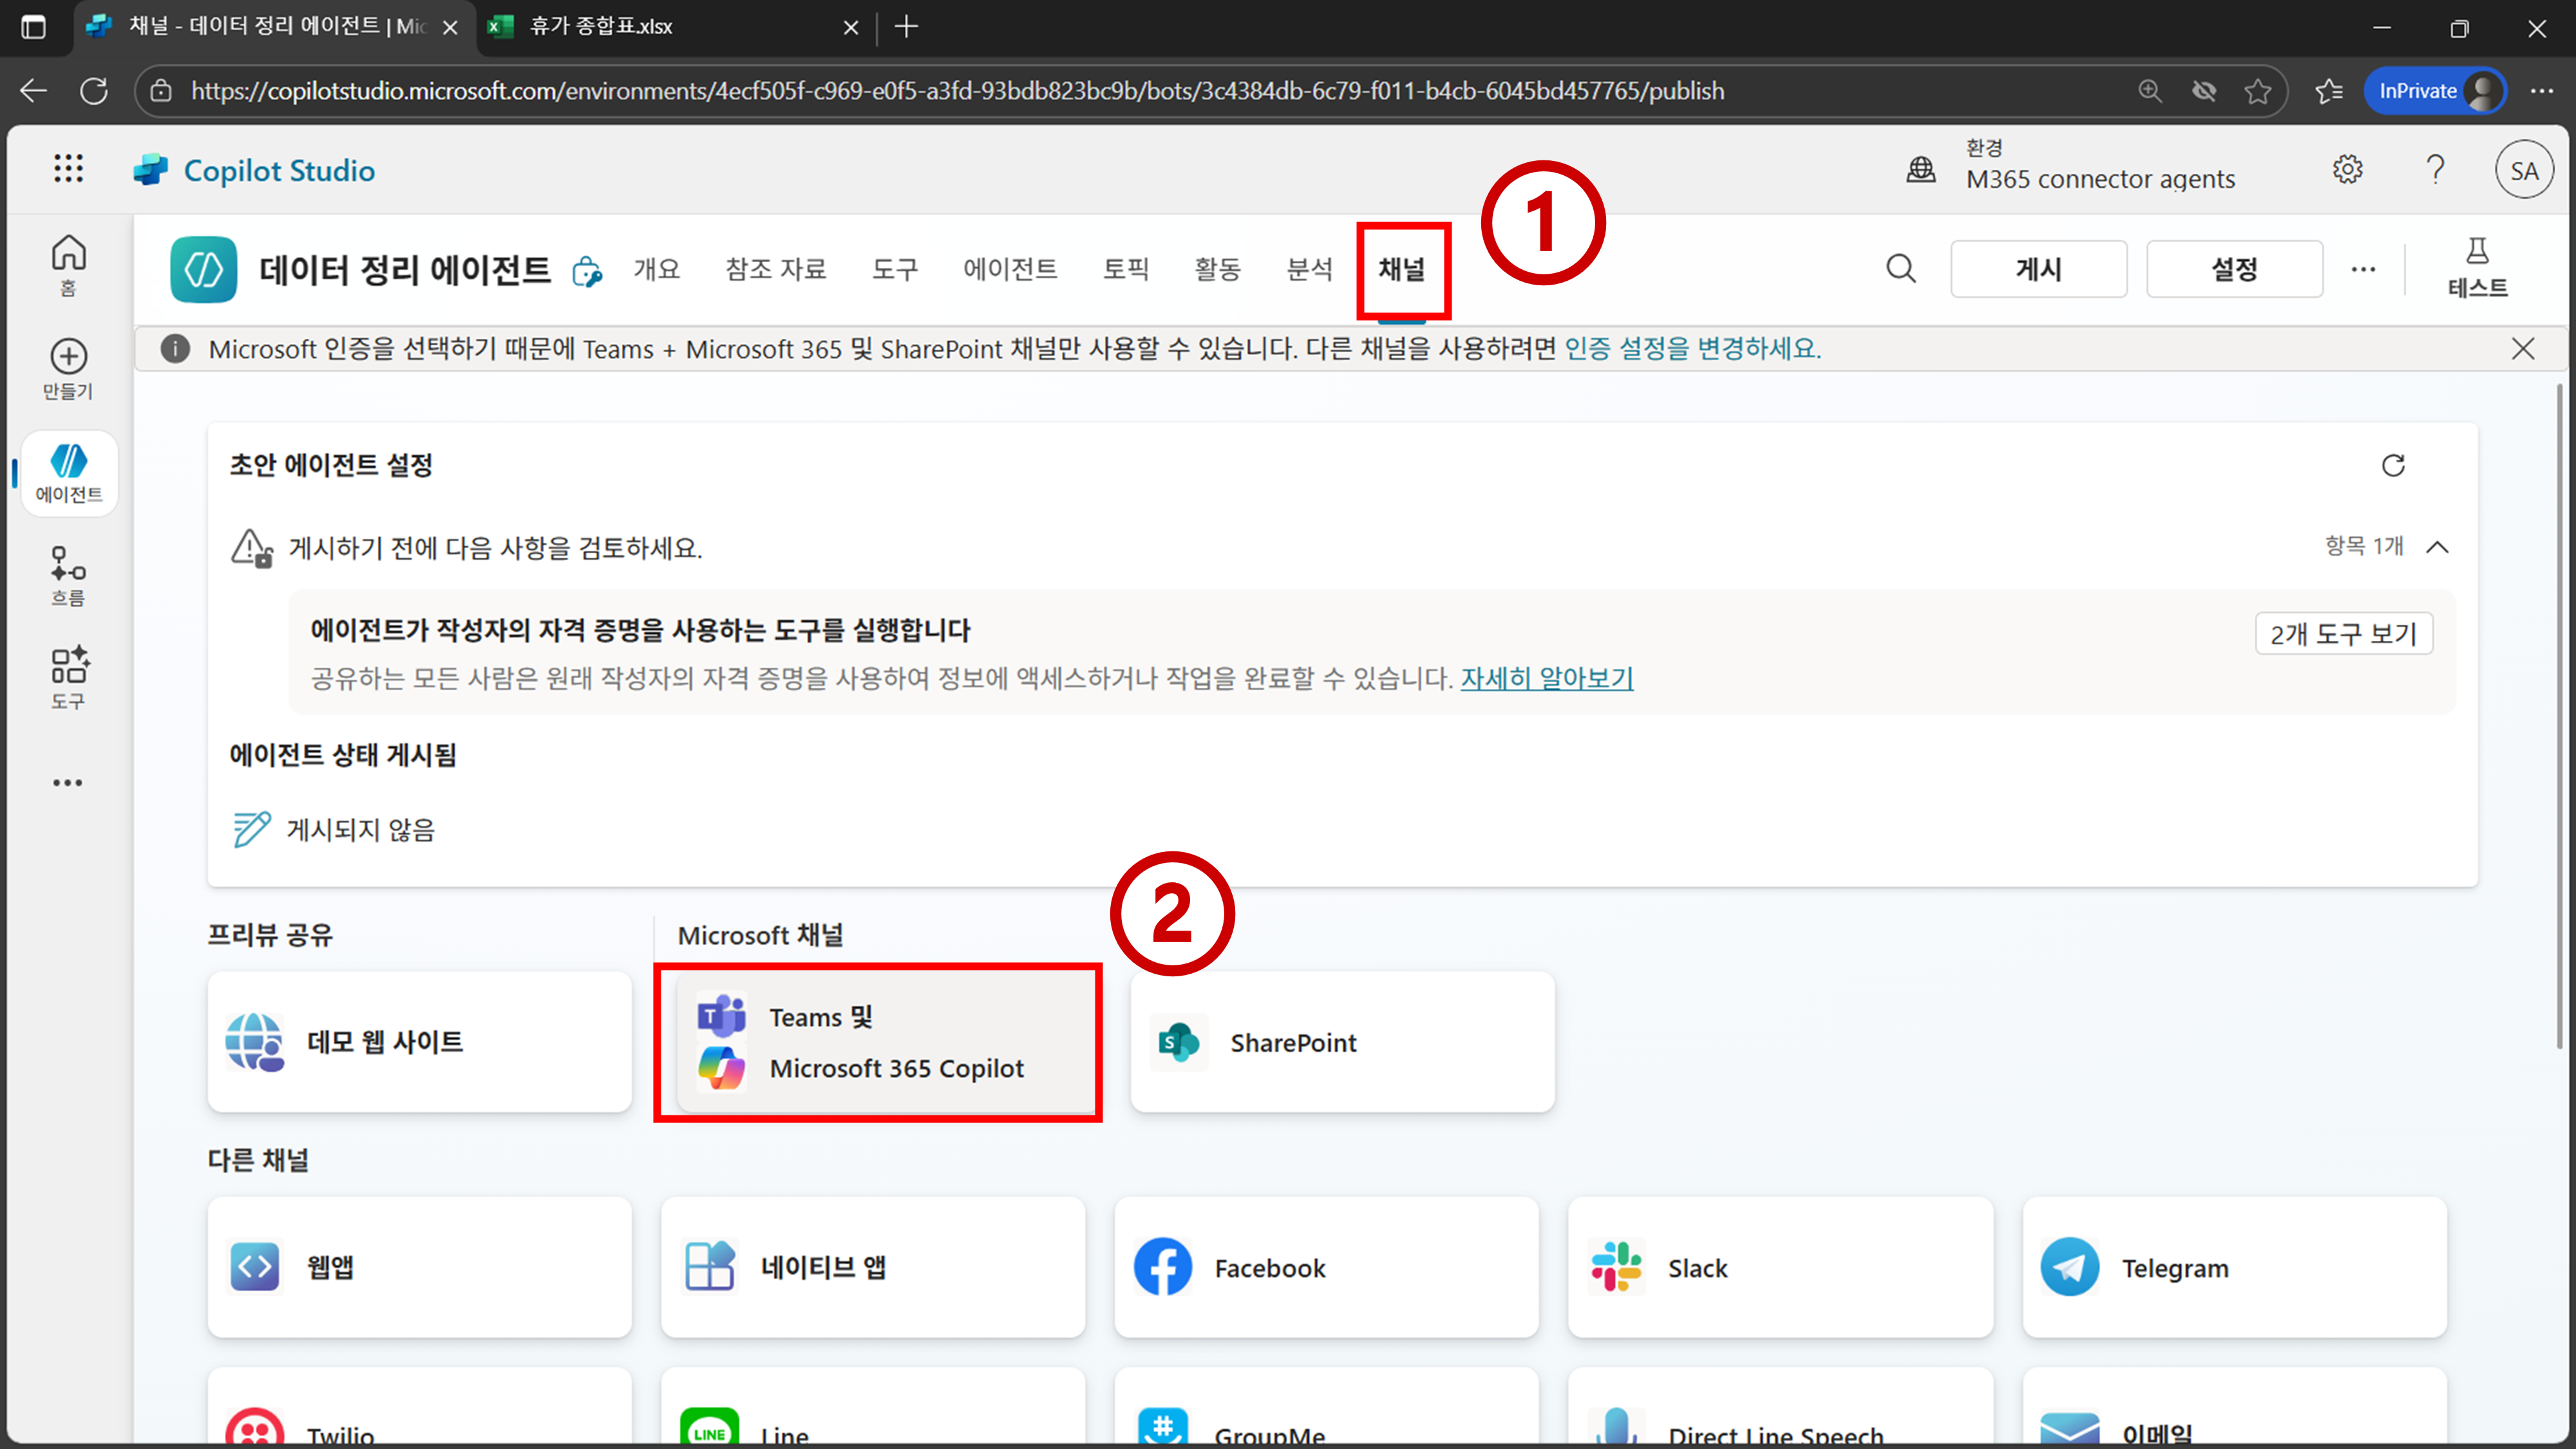 채널 - 데이터 정리 에이전트 | Mic
휴가 종합표.xlsx
https://copilotstudio.microsoft.com/environments/4ecf505f-c969-e0f5-a3fd-93bdb823bc9b/bots/3c4384db-6c79-f011-b4cb-6045bd457765/publish
InPrivate
Copilot Studio
환경
M365 connector agents
SA
1
데이터 정리 에이전트
개요
참조 자료
도구
에이전트
토픽
활동
분석
채널
게시
설정
테스트
홈
만들기
에이전트
흐름
도구
Microsoft 인증을 선택하기 때문에 Teams + Microsoft 365 및 SharePoint 채널만 사용할 수 있습니다. 다른 채널을 사용하려면 인증 설정을 변경하세요.
초안 에이전트 설정
게시하기 전에 다음 사항을 검토하세요.
항목 1개
에이전트가 작성자의 자격 증명을 사용하는 도구를 실행합니다
2개 도구 보기
공유하는 모든 사람은 원래 작성자의 자격 증명을 사용하여 정보에 액세스하거나 작업을 완료할 수 있습니다. 자세히 알아보기
에이전트 상태 게시됨
게시되지 않음
2
프리뷰 공유
Microsoft 채널
데모 웹 사이트
Teams 및
Microsoft 365 Copilot
SharePoint
다른 채널
웹앱
네이티브 앱
Facebook
Slack
Telegram
Twilio
LINE
Line
GroupMe
Direct Line Speech
이메일